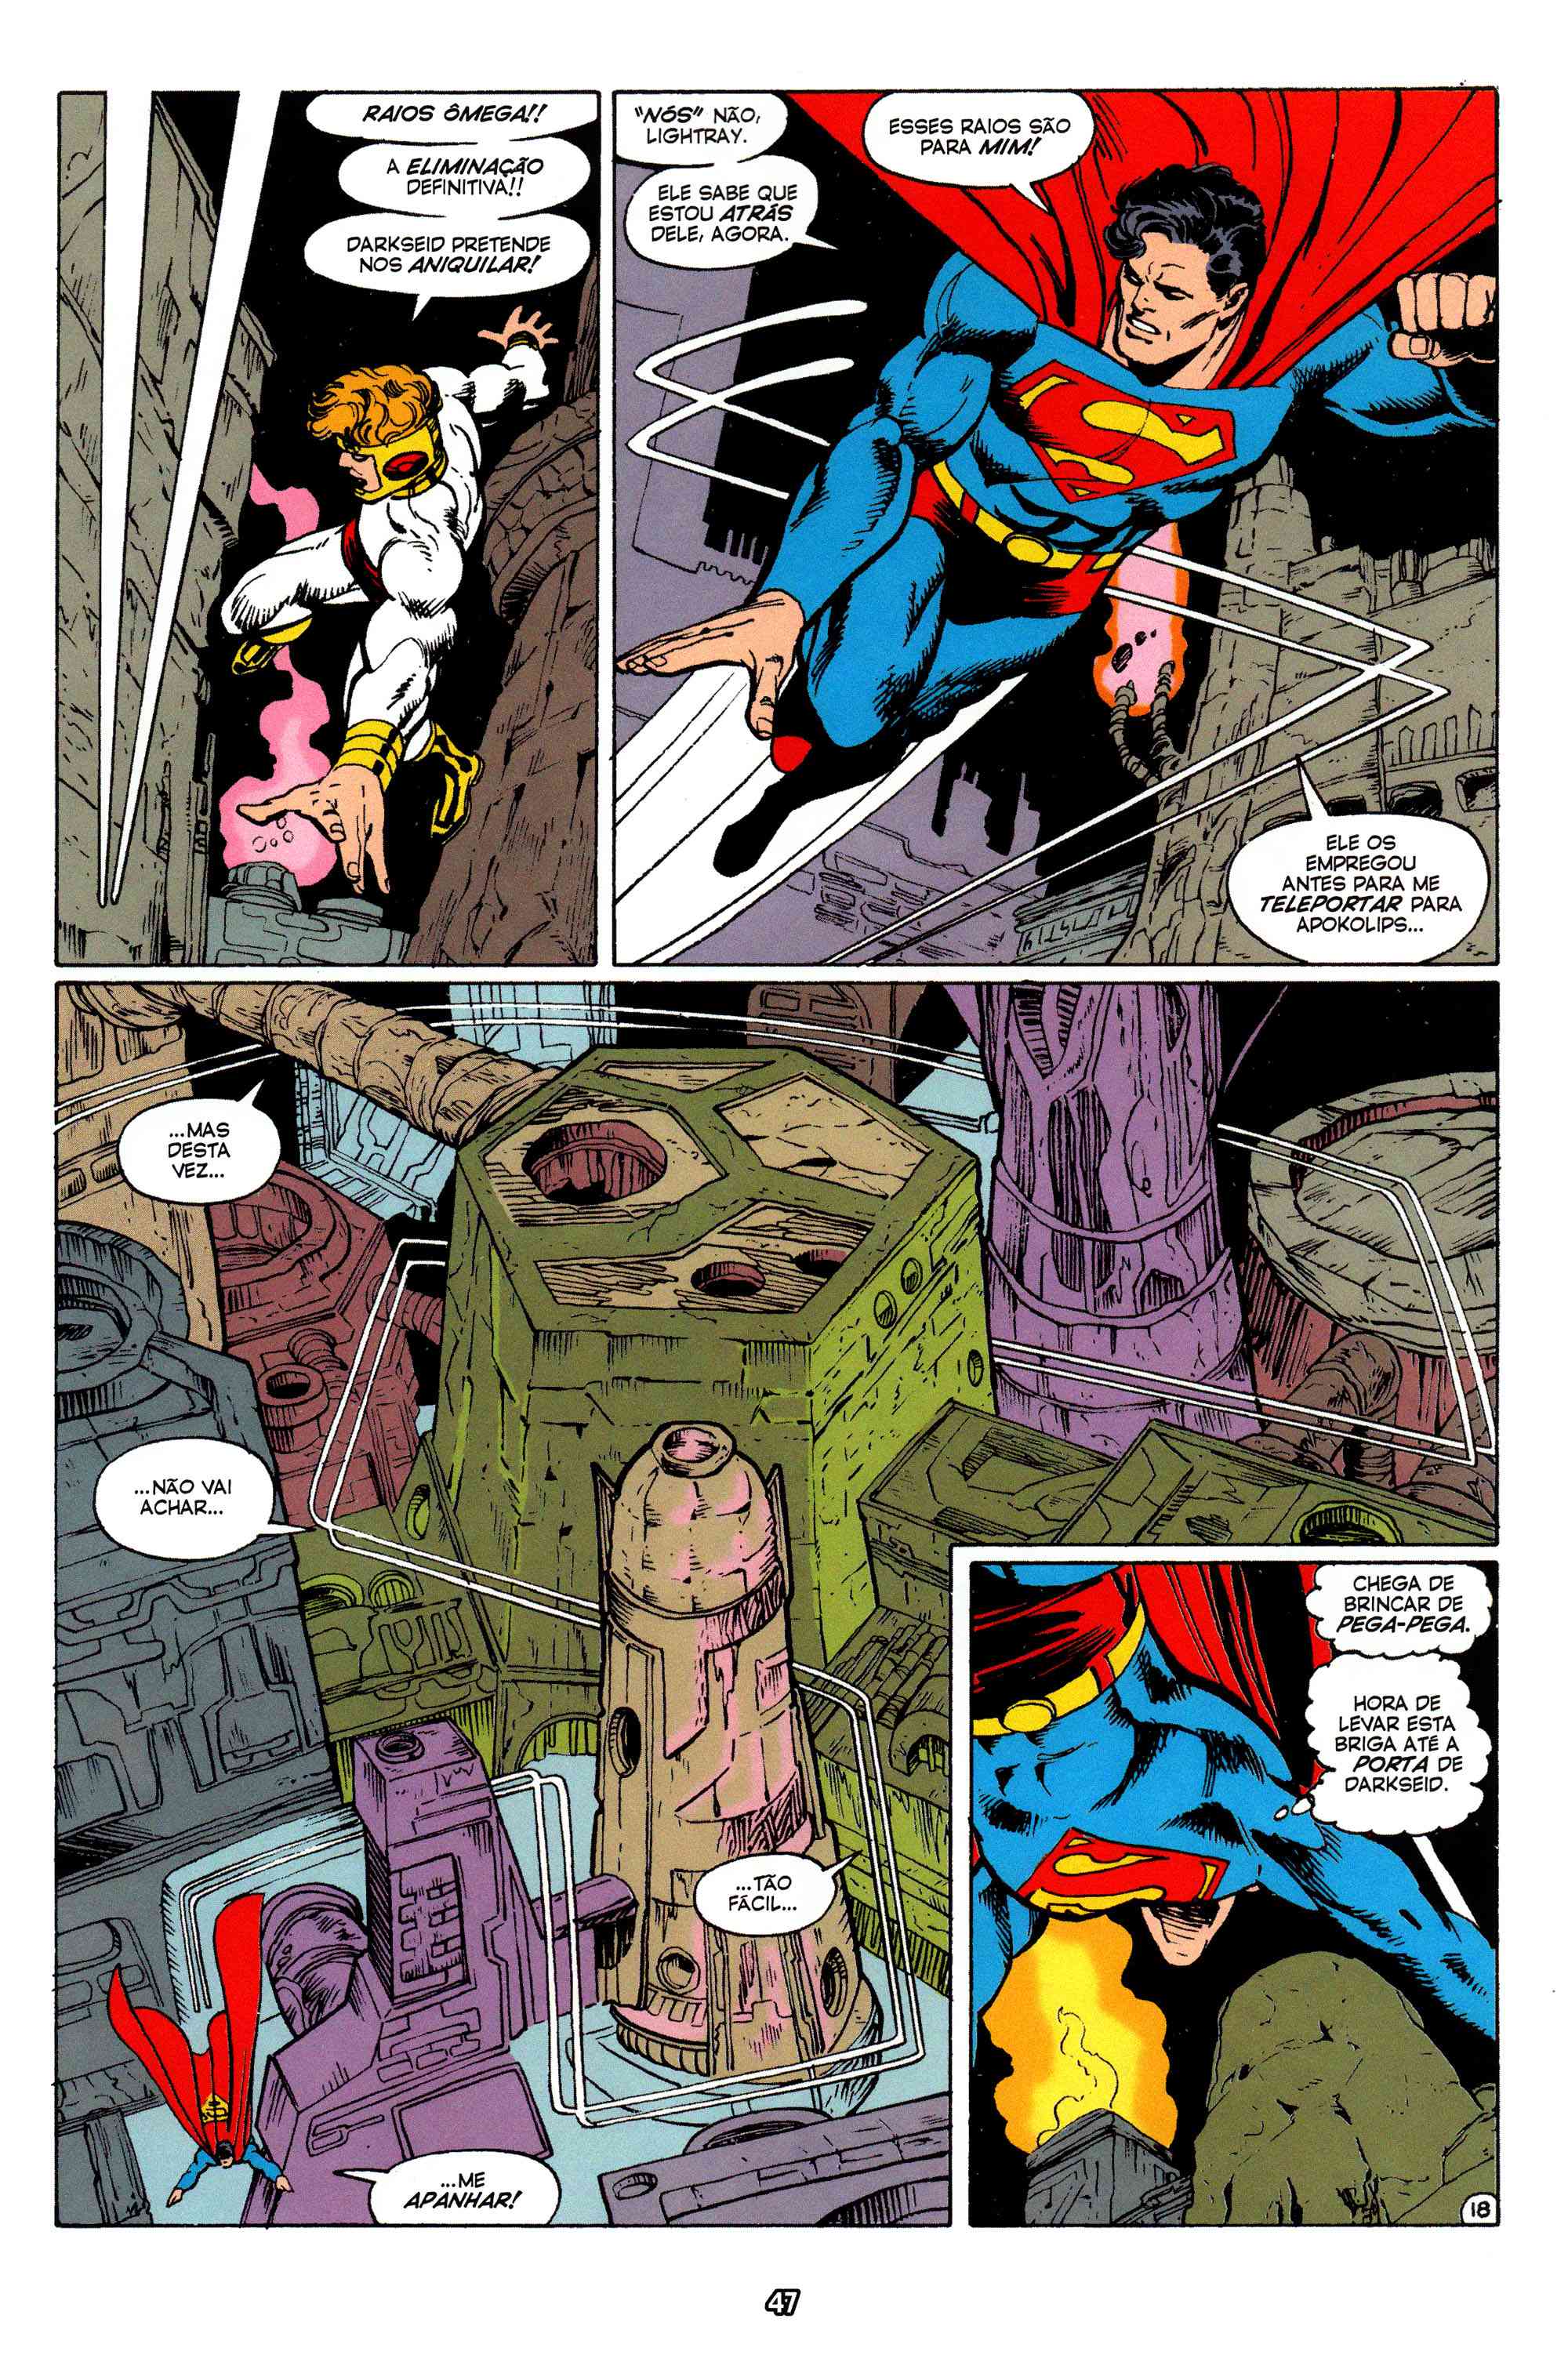 RAIOS ÔMEGA!!
A ELIMINAÇÃO
DEFINITIVA!!
DARKSEID PRETENDE
NOS ANIQUILAR!
"NÓS" NÃO,
LIGHTRAY.
ELE SABE QUE
ESTOU ATRÁS
DELE, AGORA.
ESSES RAIOS SÃO
PARA MIM!
ELE OS
EMPREGOU
ANTES PARA ME
TELEPORTAR PARA
APOKOLIPS...
...MAS
DESTA
VEZ...
...NÃO VAI
ACHAR...
...TÃO
FÁCIL...
...ME
APANHAR!
CHEGA DE
BRINCAR DE
PEGA-PEGA.
HORA DE
LEVAR ESTA
BRIGA ATÉ A
PORTA DE
DARKSEID.
18
47